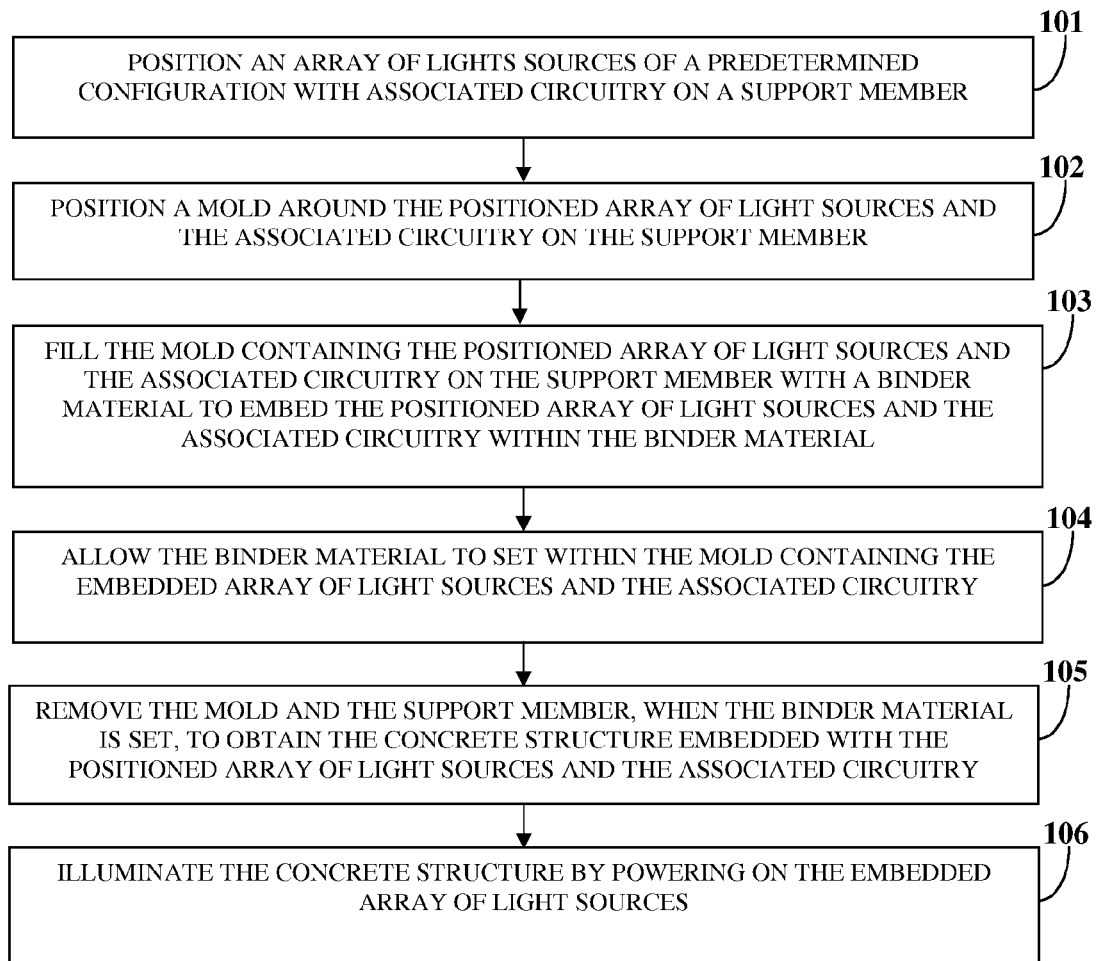 101
POSITION AN ARRAY OF LIGHTS SOURCES OF A PREDETERMINED
CONFIGURATION WITH ASSOCIATED CIRCUITRY ON A SUPPORT MEMBER
102
POSITION A MOLD AROUND THE POSITIONED ARRAY OF LIGHT SOURCES AND
THE ASSOCIATED CIRCUITRY ON THE SUPPORT MEMBER
103
FILL THE MOLD CONTAINING THE POSITIONED ARRAY OF LIGHT SOURCES AND
THE ASSOCIATED CIRCUITRY ON THE SUPPORT MEMBER WITH A BINDER
MATERIAL TO EMBED THE POSITIONED ARRAY OF LIGHT SOURCES AND THE
ASSOCIATED CIRCUITRY WITHIN THE BINDER MATERIAL
104
ALLOW THE BINDER MATERIAL TO SET WITHIN THE MOLD CONTAINING THE
EMBEDDED ARRAY OF LIGHT SOURCES AND THE ASSOCIATED CIRCUITRY
105
REMOVE THE MOLD AND THE SUPPORT MEMBER, WHEN THE BINDER MATERIAL
IS SET, TO OBTAIN THE CONCRETE STRUCTURE EMBEDDED WITH THE
POSITIONED ARRAY OF LIGHT SOURCES AND THE ASSOCIATED CIRCUITRY
106
ILLUMINATE THE CONCRETE STRUCTURE BY POWERING ON THE EMBEDDED
ARRAY OF LIGHT SOURCES